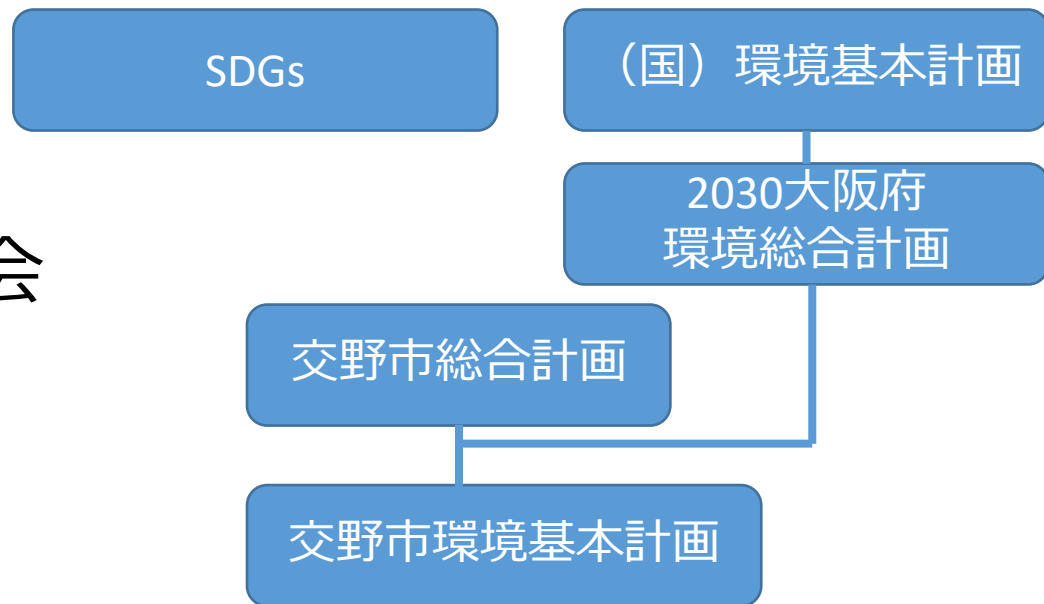 SDGs
（国）環境基本計画
2030大阪府
環境総合計画
会
交野市総合計画
交野市環境基本計画